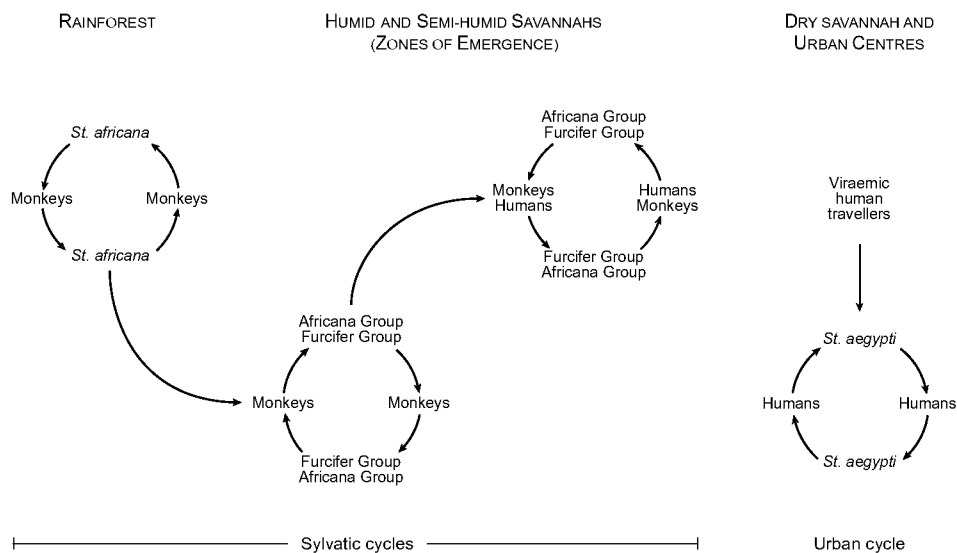 RAINFOREST
HUMID AND SEMI-HUMID SAVANNAHS
(ZONES OF EMERGENCE)
DRY SAVANNAH AND
URBAN CENTRES
St. africana
Monkeys
Monkeys
St. africana
Africana Group
Furcifer Group
Monkeys
Monkeys
Furcifer Group
Africana Group
Africana Group
Furcifer Group
Monkeys
Humans
Humans
Monkeys
Furcifer Group
Africana Group
Viraemic
human
travellers
St. aegypti
Humans
Humans
St. aegypti
Sylvatic cycles
Urban cycle